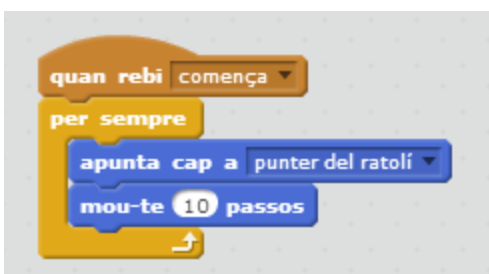 quan rebi comença
per sempre
apunta cap a punter del ratolí
mou-te 10 passos